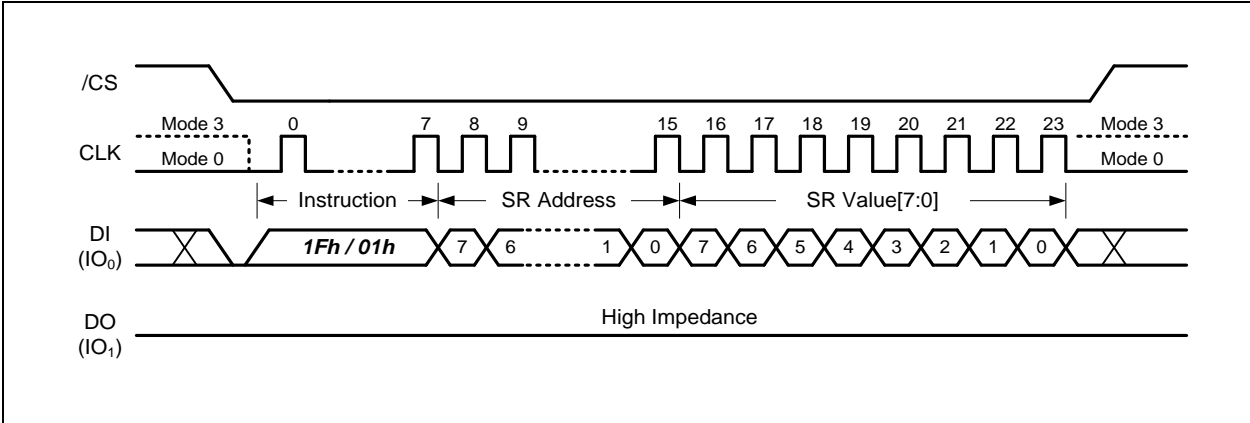 /CS
Mode 3 0 7 8 9 15 16 17 18 19 20 21 22 23 Mode 3
CLK
Mode 0 Mode 0
Instruction SR Address SR Value[7:0]
DI
(IO₀)
1Fh / 01h 7 6 1 0 7 6 5 4 3 2 1 0
High Impedance
DO
(IO₁)